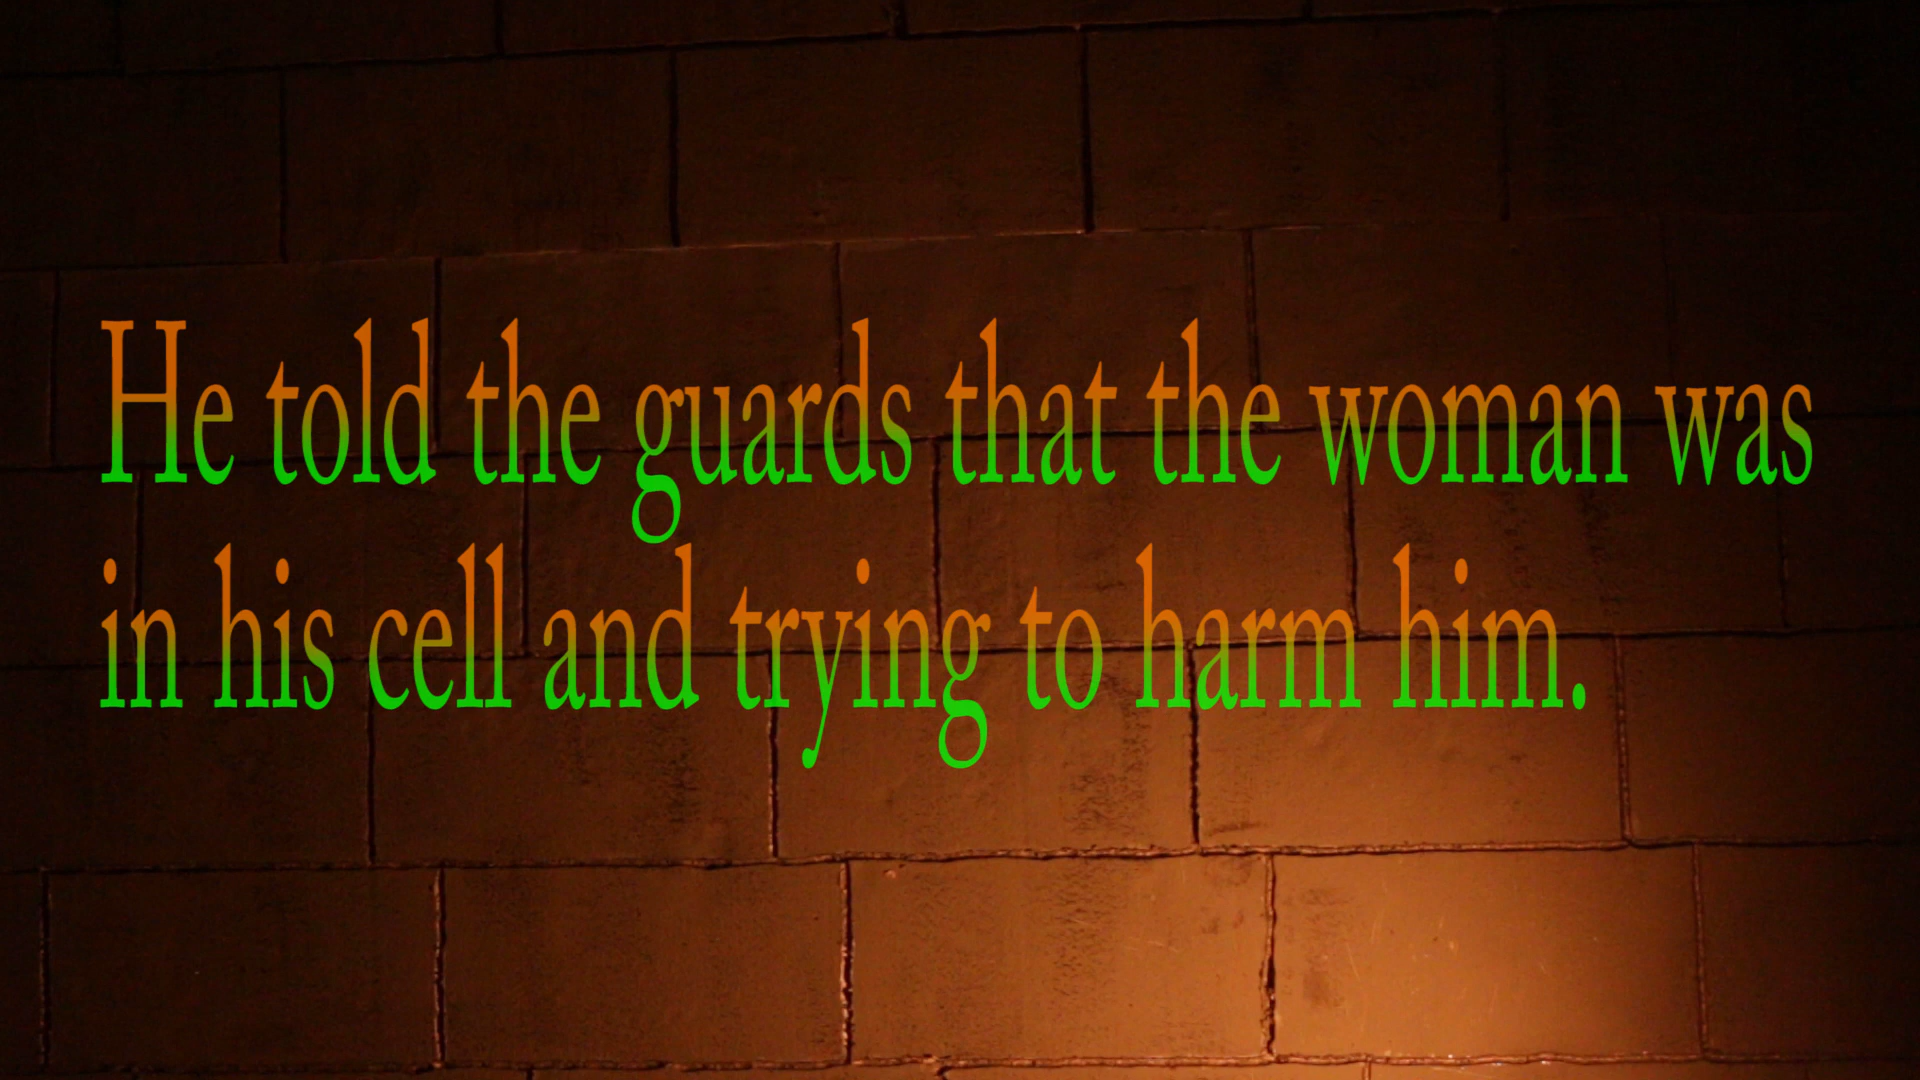 He told the guards that the woman was
in his cell and trying to harm him.